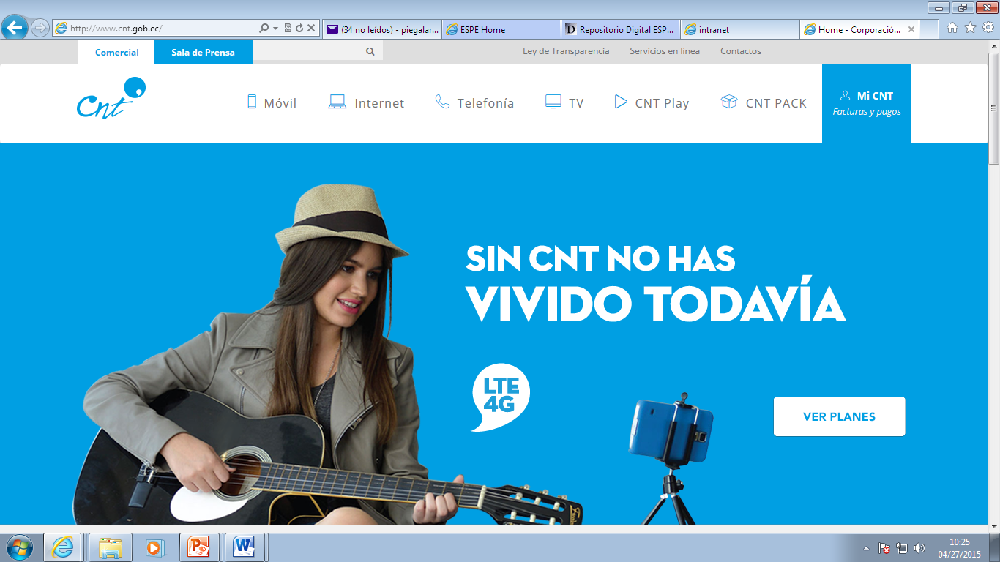 http://www.cnt.gob.ec/
(34 no leídos) - piegalar...
ESPE Home
Repositorio Digital ESP...
intranet
Home - Corporació...
Comercial
Sala de Prensa
Ley de Transparencia
Servicios en línea
Contactos
Cnt
Móvil
Internet
Telefonía
TV
CNT Play
CNT PACK
Mi CNT
Facturas y pagos
SIN CNT NO HAS
VIVIDO TODAVÍA
LTE
4G
VER PLANES
10:25
04/27/2015